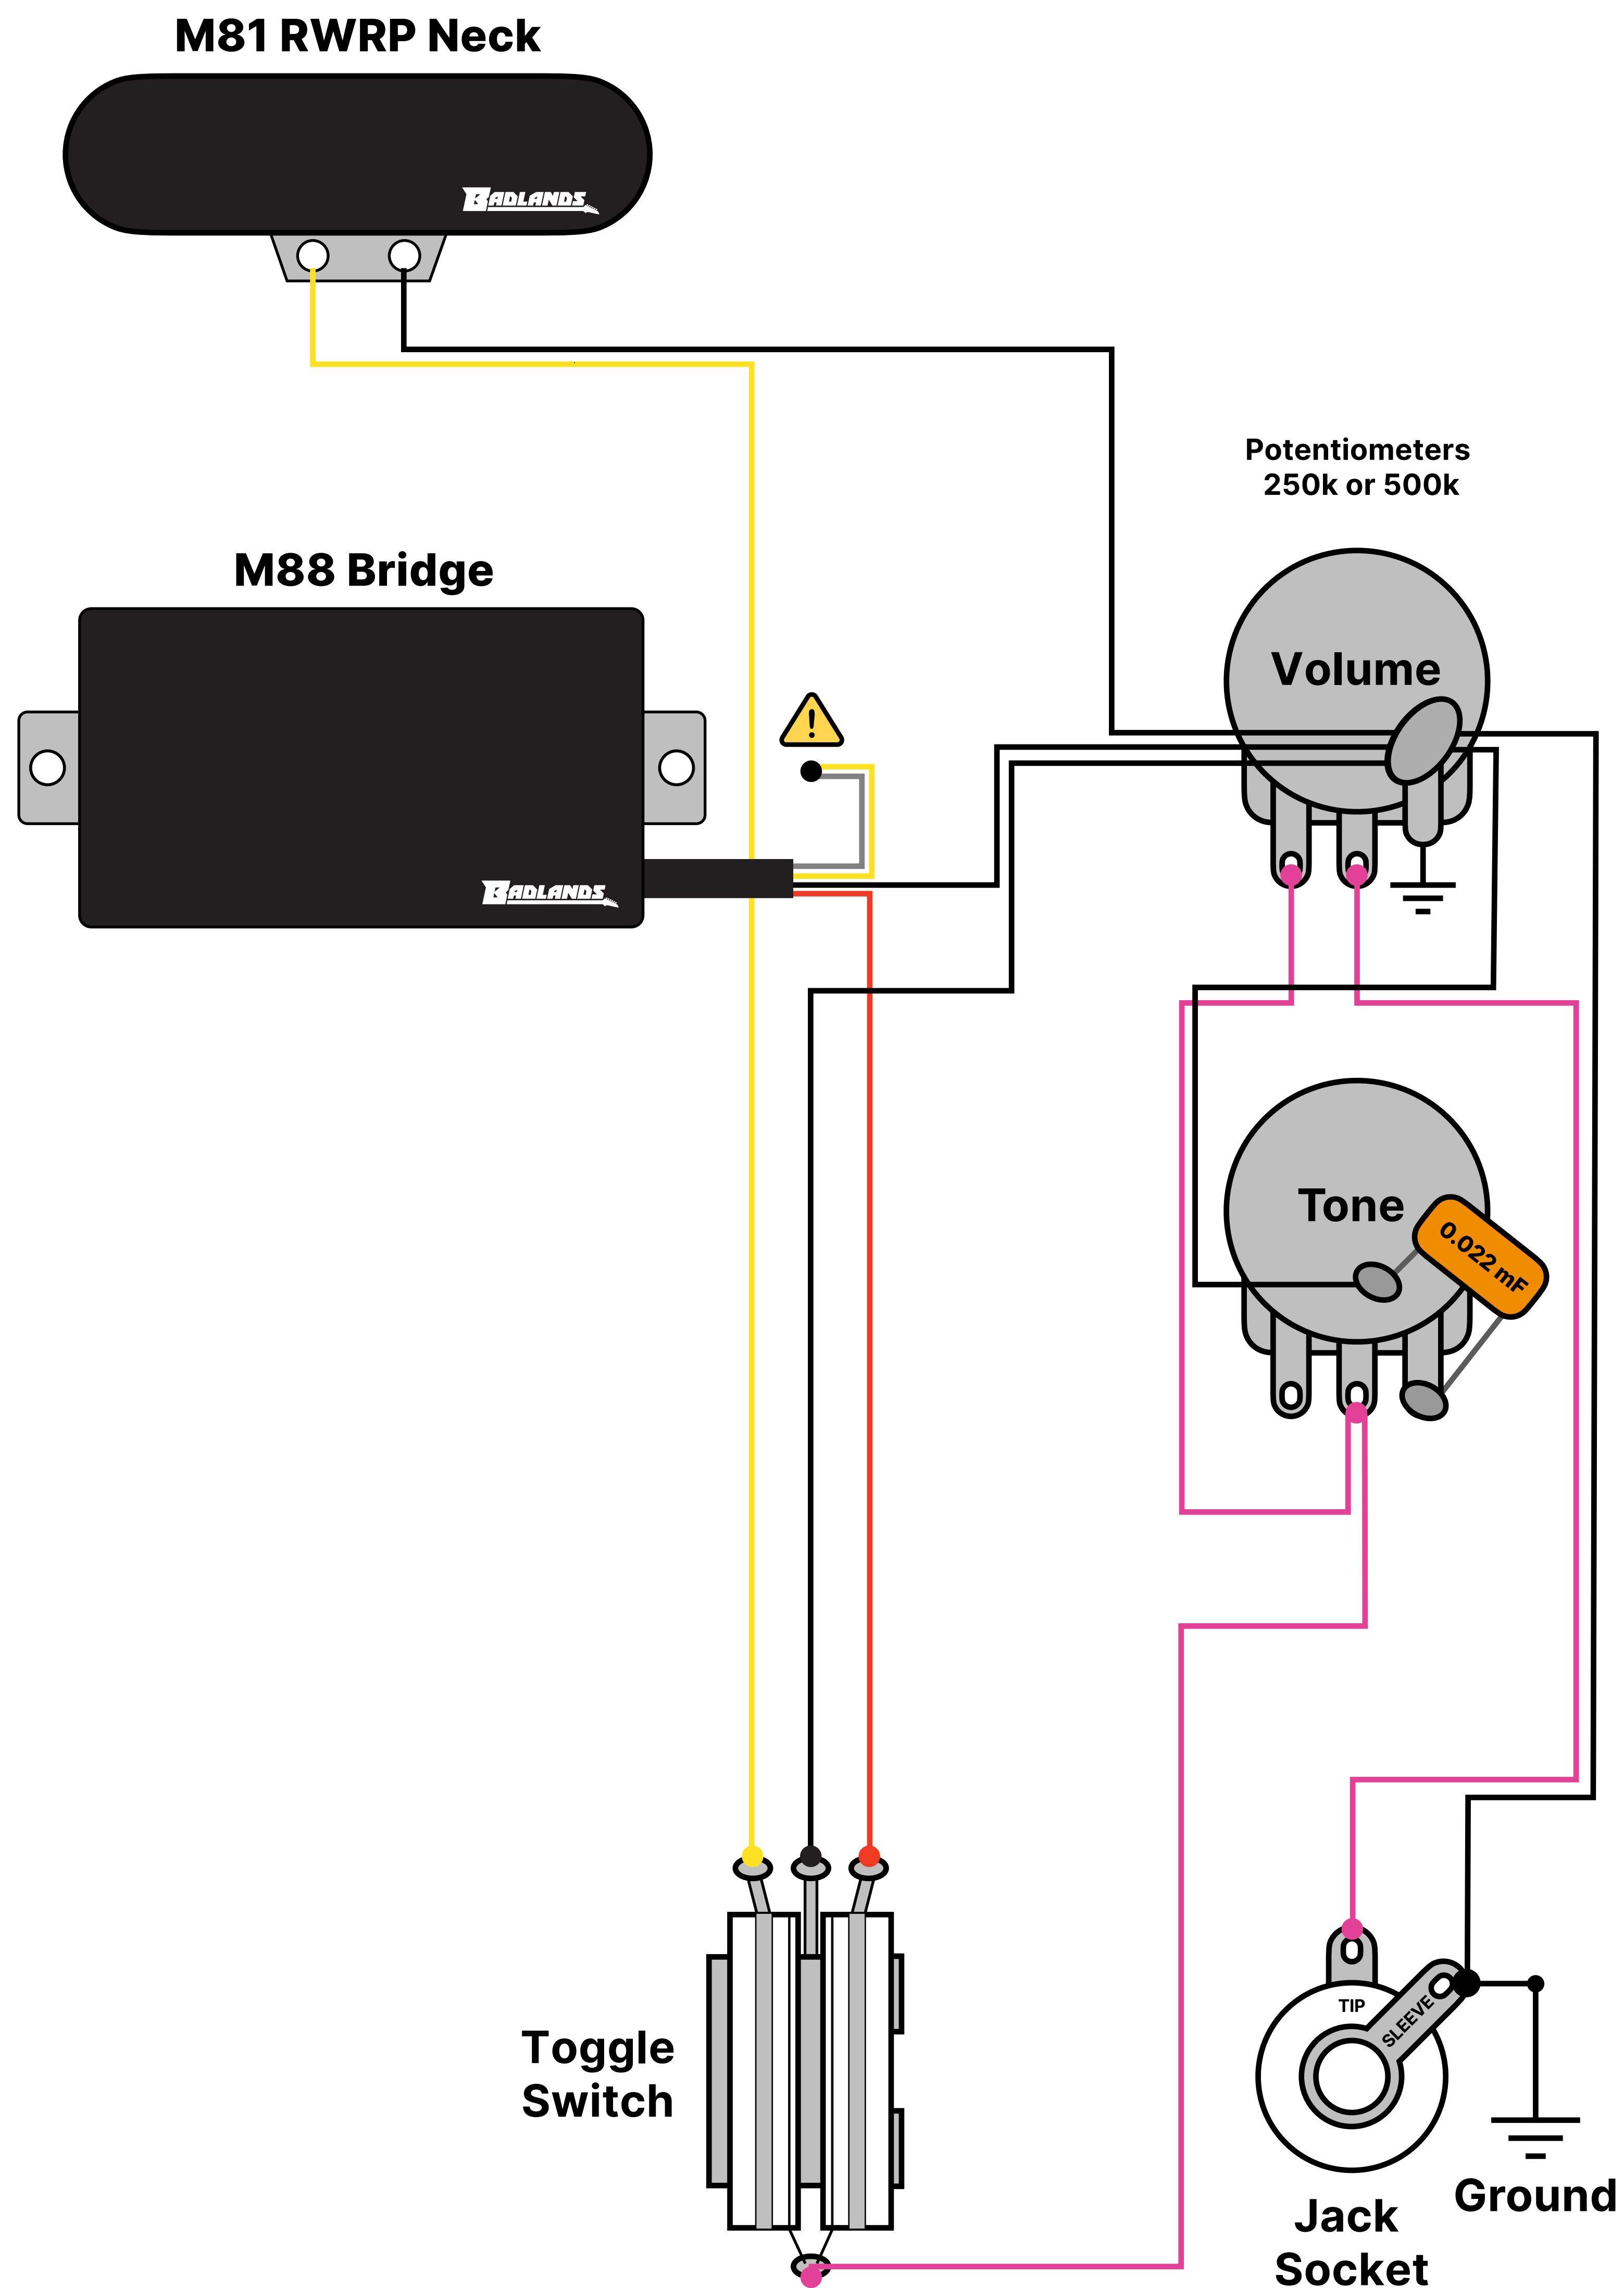 M81 RWRP Neck
BADLANDS
Potentiometers
250k or 500k
M88 Bridge
!
Volume
BADLANDS
Tone
0.022 mF
TIP
SLEEVE
Toggle
Switch
Ground
Jack
Socket